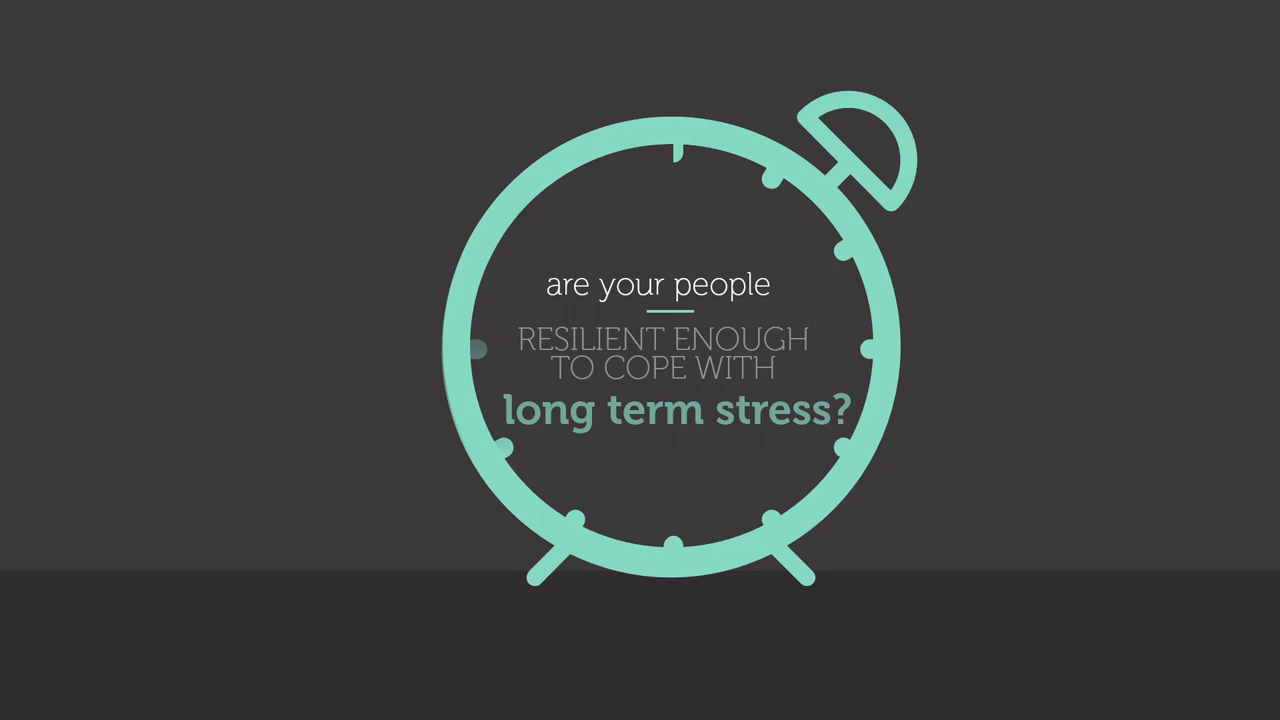 are your people
RESILIENT ENOUGH
TO COPE WITH
long term stress?